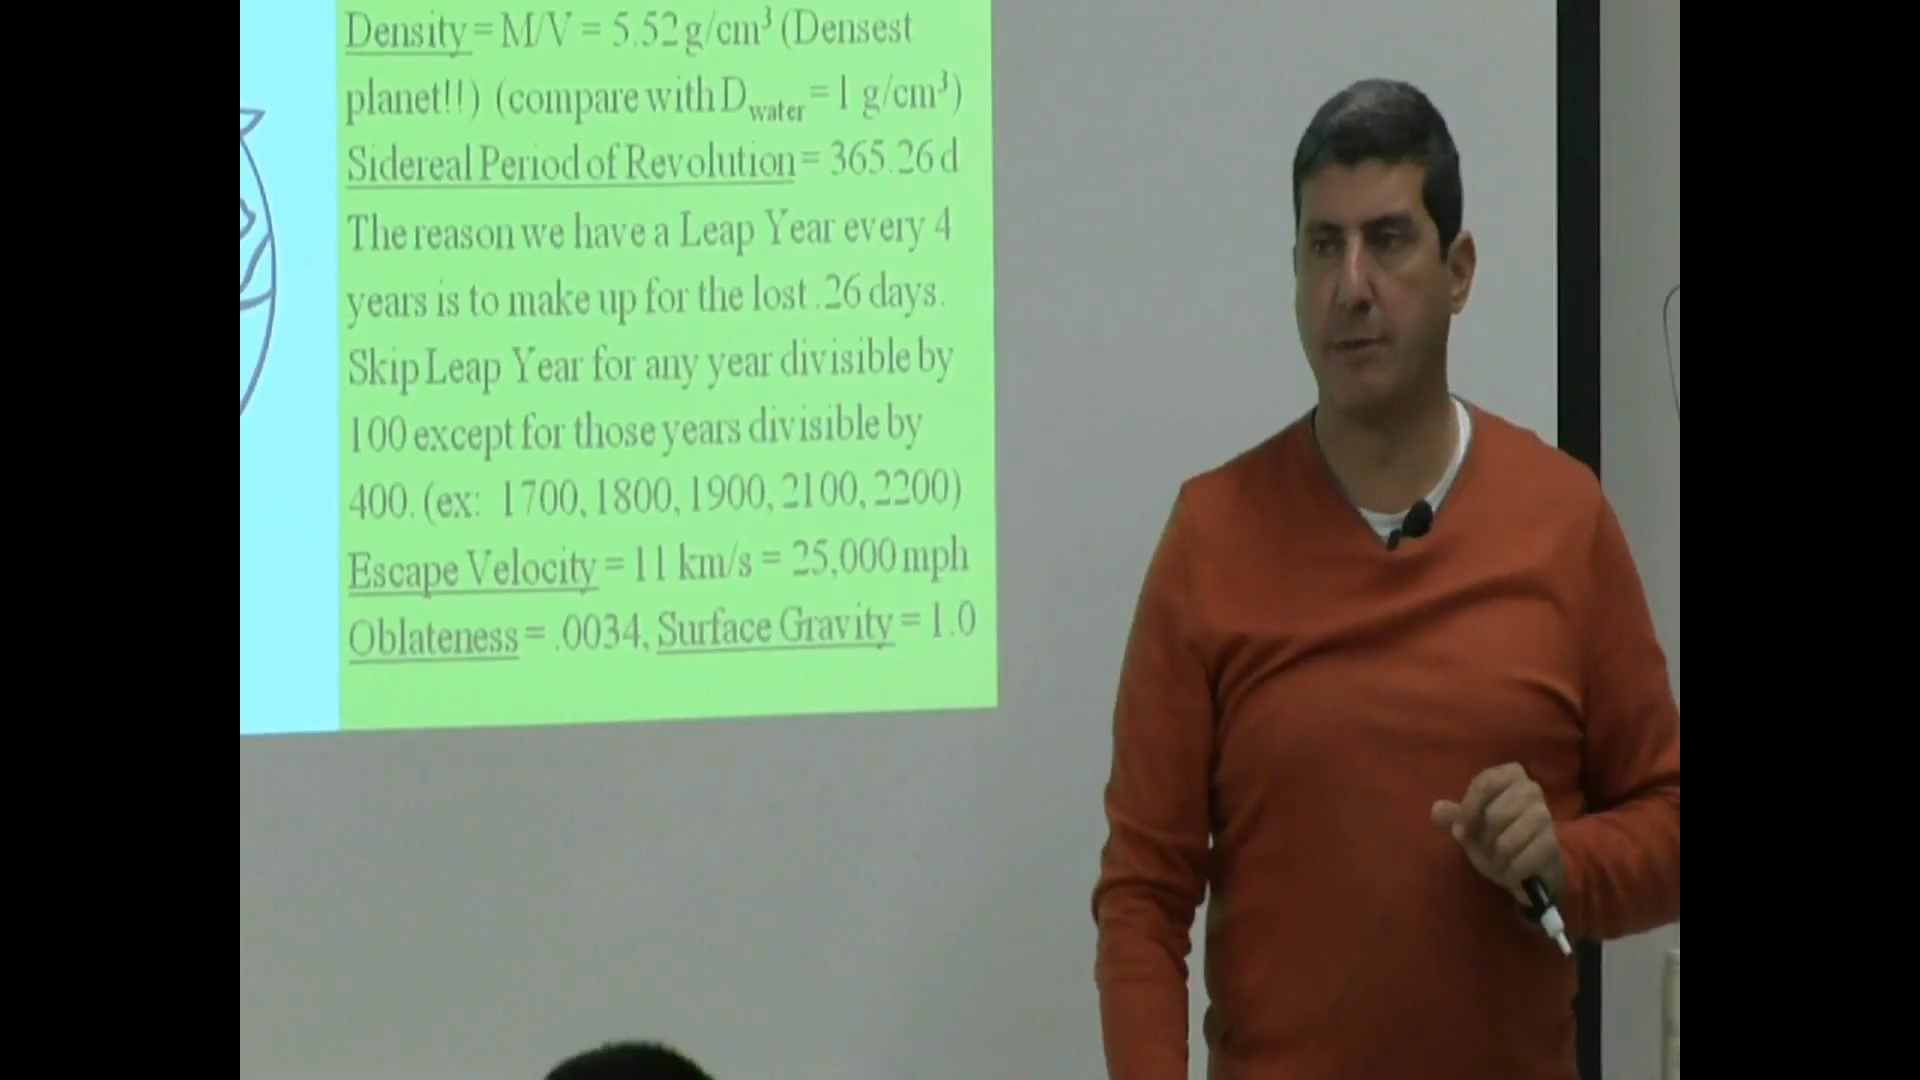 Density = M/V = 5.52 g/cm³ (Densest
planet!!) (compare with D_water = 1 g/cm³)
Sidereal Period of Revolution = 365.26 d
The reason we have a Leap Year every 4
years is to make up for the lost .26 days.
Skip Leap Year for any year divisible by
100 except for those years divisible by
400. (ex: 1700, 1800, 1900, 2100, 2200)
Escape Velocity = 11 km/s = 25,000 mph
Oblateness = .0034, Surface Gravity = 1.0